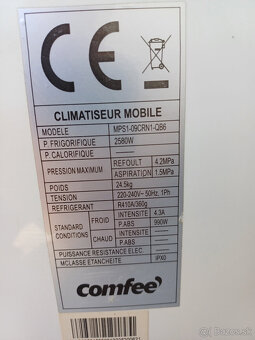 CE
CLIMATISEUR MOBILE
MODELE MPS1-09CRN1-QB6
P. FRIGORIFIQUE 2580W
P. CALORIFIQUE —
PRESSION MAXIMUM REFOULT 4.2MPa
ASPIRATION 1.5MPa
POIDS 24.5kg
TENSION 220-240V~ 50Hz, 1Ph
REFRIGERANT R410A/360g
STANDARD CONDITIONS FROID INTENSITE 4.3A
P.ABS 990W
CHAUD INTENSITE —
P.ABS —
PUISSANCE RESISTANCE ELEC. —
M.CLASSE ETANCHEITE IPX0
Comfee
bazos.sk